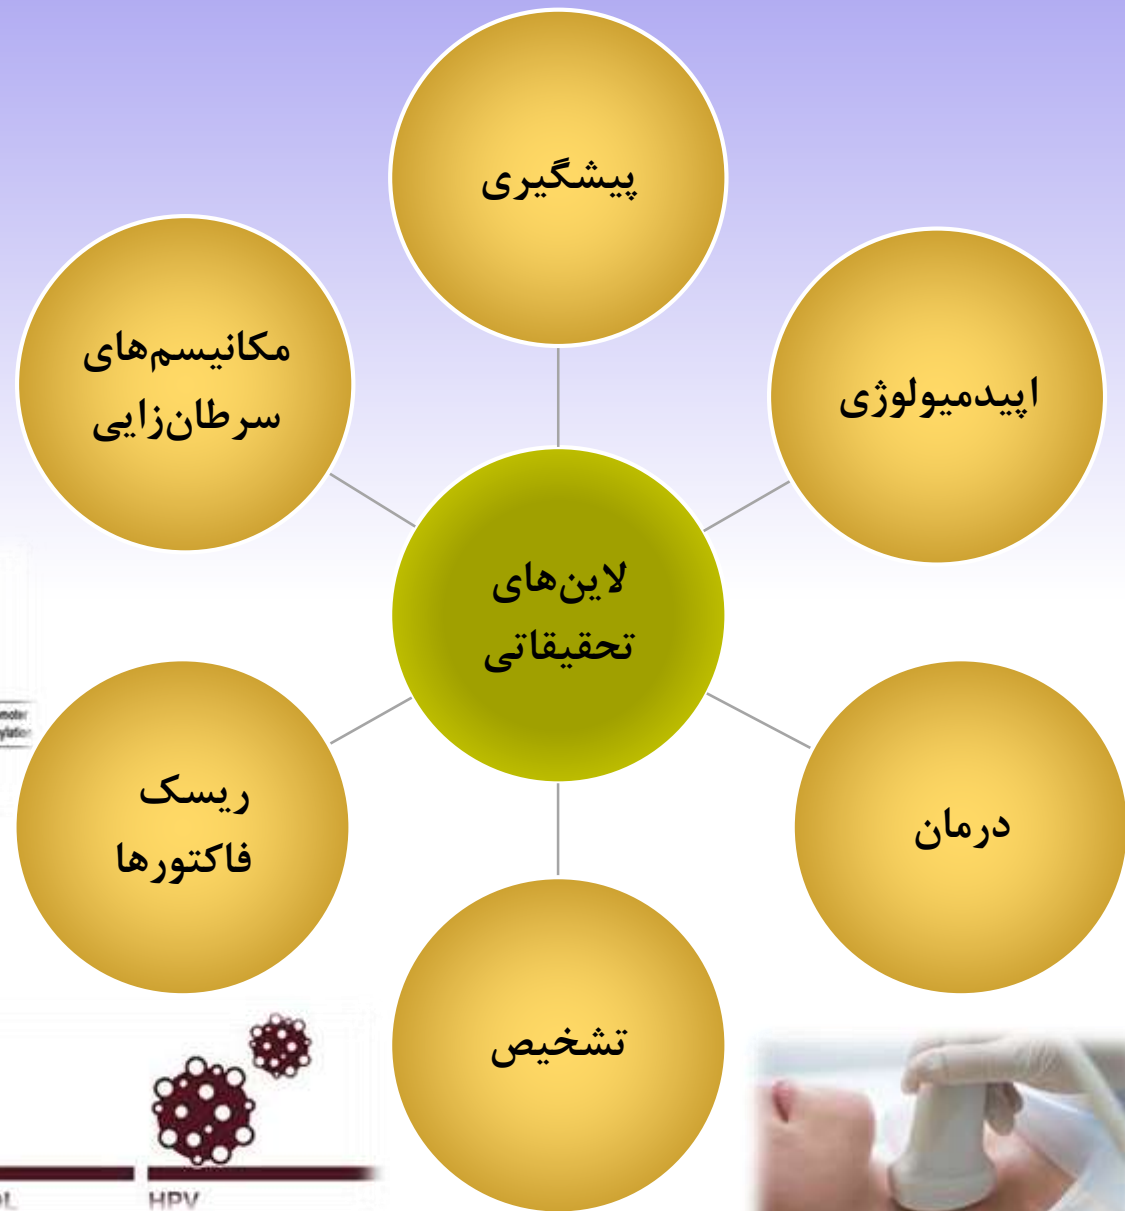 پیشگیری
مکانیسم‌های
سرطان‌زایی
اپیدمیولوژی
لاین‌های
تحقیقاتی
ریسک
فاکتورها
درمان
تشخیص
HPV